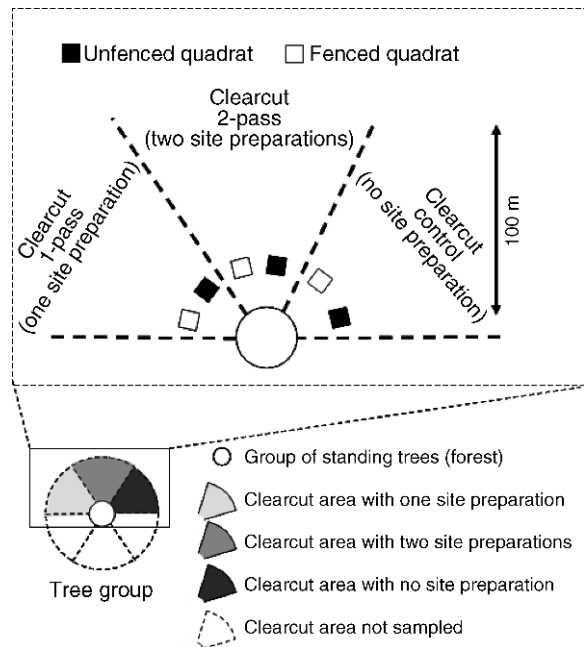 Unfenced quadrat
Fenced quadrat
Clearcut
2-pass
(two site preparations)
Clearcut
1-pass
(one site preparation)
Clearcut
control
(no site preparation)
100 m
Group of standing trees (forest)
Clearcut area with one site preparation
Clearcut area with two site preparations
Clearcut area with no site preparation
Clearcut area not sampled
Tree group